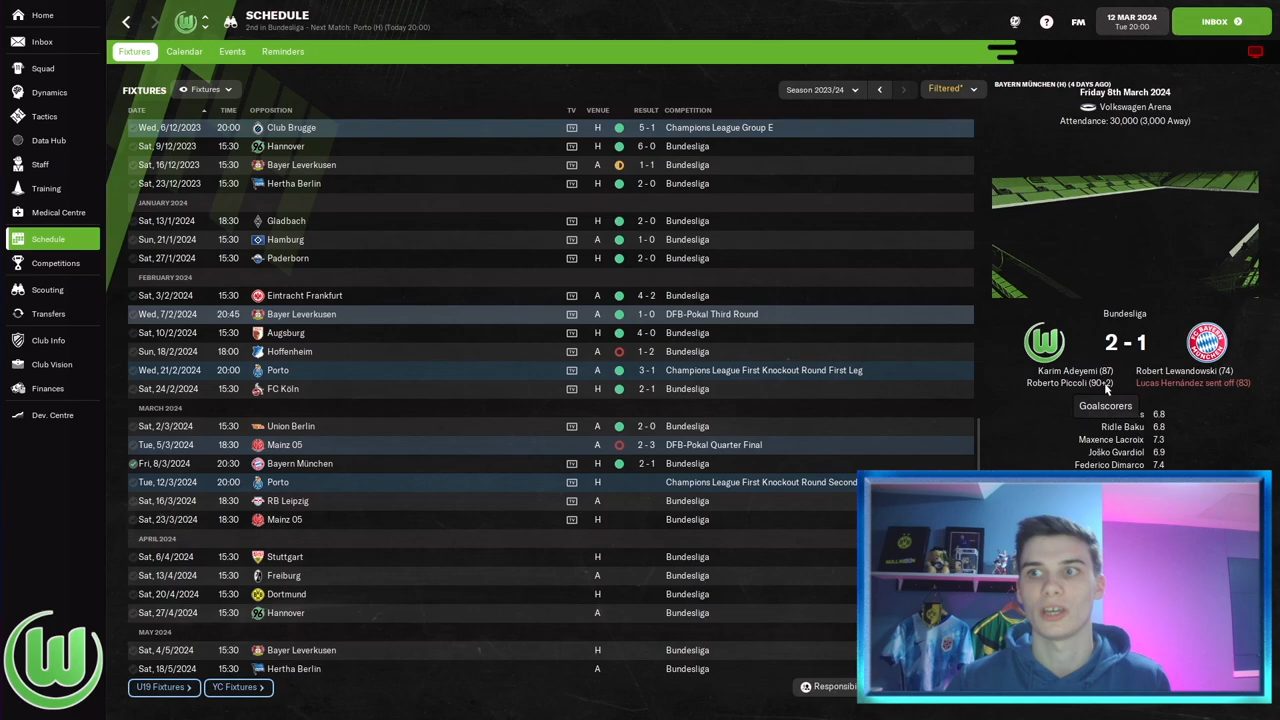 Home
Inbox
Squad
Dynamics
Tactics
Data Hub
Staff
Training
Medical Centre
Schedule
Competitions
Scouting
Transfers
Club Info
Club Vision
Finances
Dev. Centre
SCHEDULE
2nd in Bundesliga - Next Match: Porto (H) (Today 20:00)
FM
12 MAR 2024
Tue 20:00
INBOX
Fixtures
Calendar
Events
Reminders
FIXTURES
Fixtures
Season 2023/24
Filtered*
DATE TIME OPPOSITION TV VENUE RESULT COMPETITION
Wed, 6/12/2023 20:00 Club Brugge TV H 5 - 1 Champions League Group E
Sat, 9/12/2023 15:30 Hannover TV H 6 - 0 Bundesliga
Sat, 16/12/2023 15:30 Bayer Leverkusen TV A 1 - 1 Bundesliga
Sat, 23/12/2023 15:30 Hertha Berlin TV H 2 - 0 Bundesliga
JANUARY 2024
Sat, 13/1/2024 18:30 Gladbach TV H 2 - 0 Bundesliga
Sun, 21/1/2024 15:30 Hamburg TV A 1 - 0 Bundesliga
Sat, 27/1/2024 15:30 Paderborn TV H 2 - 0 Bundesliga
FEBRUARY 2024
Sat, 3/2/2024 15:30 Eintracht Frankfurt TV A 4 - 2 Bundesliga
Wed, 7/2/2024 20:45 Bayer Leverkusen TV A 1 - 0 DFB-Pokal Third Round
Sat, 10/2/2024 15:30 Augsburg TV H 4 - 0 Bundesliga
Sun, 18/2/2024 18:00 Hoffenheim TV A 1 - 2 Bundesliga
Wed, 21/2/2024 20:00 Porto TV A 3 - 1 Champions League First Knockout Round First Leg
Sat, 24/2/2024 15:30 FC Köln TV H 2 - 1 Bundesliga
MARCH 2024
Sat, 2/3/2024 15:30 Union Berlin TV A 2 - 0 Bundesliga
Tue, 5/3/2024 18:30 Mainz 05 TV A 2 - 3 DFB-Pokal Quarter Final
Fri, 8/3/2024 20:30 Bayern München TV H 2 - 1 Bundesliga
Tue, 12/3/2024 20:00 Porto TV H Champions League First Knockout Round Second
Sat, 16/3/2024 18:30 RB Leipzig TV A Bundesliga
Sat, 23/3/2024 18:30 Mainz 05 TV H Bundesliga
APRIL 2024
Sat, 6/4/2024 15:30 Stuttgart H Bundesliga
Sat, 13/4/2024 15:30 Freiburg A Bundesliga
Sat, 20/4/2024 15:30 Dortmund H Bundesliga
Sat, 27/4/2024 15:30 Hannover A Bundesliga
MAY 2024
Sat, 4/5/2024 15:30 Bayer Leverkusen H Bundesliga
Sat, 18/5/2024 15:30 Hertha Berlin A Bundesliga
U19 Fixtures
YC Fixtures
Responsibi
BAYERN MÜNCHEN (H) (4 DAYS AGO)
Friday 8th March 2024
Volkswagen Arena
Attendance: 30,000 (3,000 Away)
Bundesliga
2 - 1
Karim Adeyemi (87) Robert Lewandowski (74)
Roberto Piccoli (90+2) Lucas Hernández sent off (83)
Goalscorers
s 6.8
Ridle Baku 6.8
Maxence Lacroix 7.3
Joško Gvardiol 6.9
Federico Dimarco 7.4